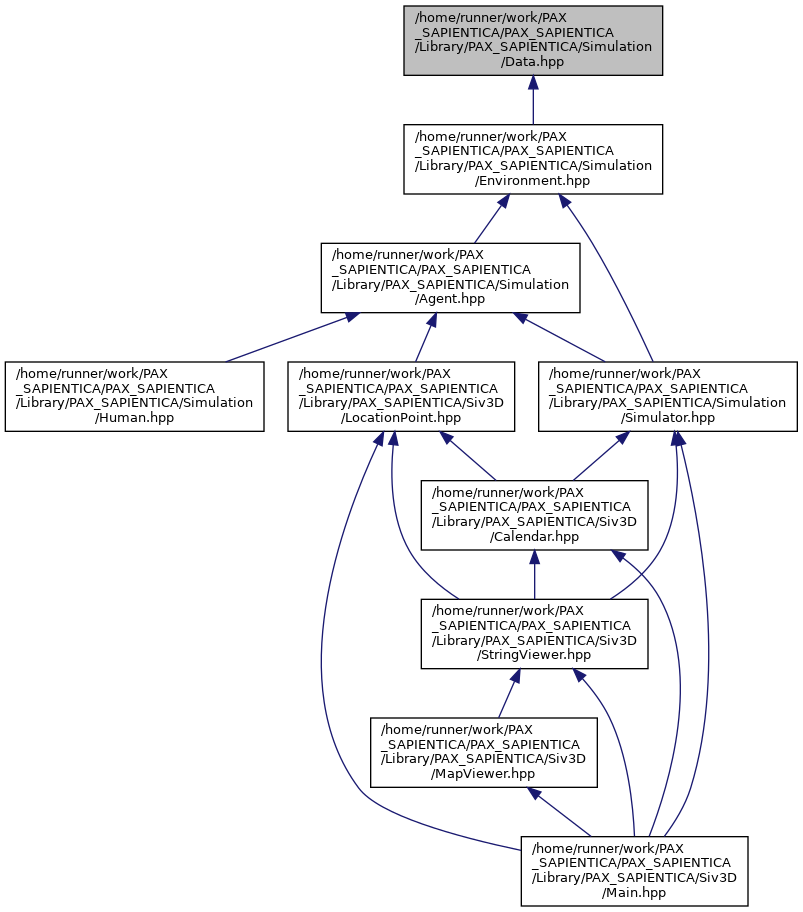 /home/runner/work/PAX
_SAPIENTICA/PAX_SAPIENTICA
/Library/PAX_SAPIENTICA/Simulation
/Data.hpp
/home/runner/work/PAX
_SAPIENTICA/PAX_SAPIENTICA
/Library/PAX_SAPIENTICA/Simulation
/Environment.hpp
/home/runner/work/PAX
_SAPIENTICA/PAX_SAPIENTICA
/Library/PAX_SAPIENTICA/Simulation
/Agent.hpp
/home/runner/work/PAX
_SAPIENTICA/PAX_SAPIENTICA
/Library/PAX_SAPIENTICA/Simulation
/Human.hpp
/home/runner/work/PAX
_SAPIENTICA/PAX_SAPIENTICA
/Library/PAX_SAPIENTICA/Siv3D
/LocationPoint.hpp
/home/runner/work/PAX
_SAPIENTICA/PAX_SAPIENTICA
/Library/PAX_SAPIENTICA/Simulation
/Simulator.hpp
/home/runner/work/PAX
_SAPIENTICA/PAX_SAPIENTICA
/Library/PAX_SAPIENTICA/Siv3D
/Calendar.hpp
/home/runner/work/PAX
_SAPIENTICA/PAX_SAPIENTICA
/Library/PAX_SAPIENTICA/Siv3D
/StringViewer.hpp
/home/runner/work/PAX
_SAPIENTICA/PAX_SAPIENTICA
/Library/PAX_SAPIENTICA/Siv3D
/MapViewer.hpp
/home/runner/work/PAX
_SAPIENTICA/PAX_SAPIENTICA
/Library/PAX_SAPIENTICA/Siv3D
/Main.hpp